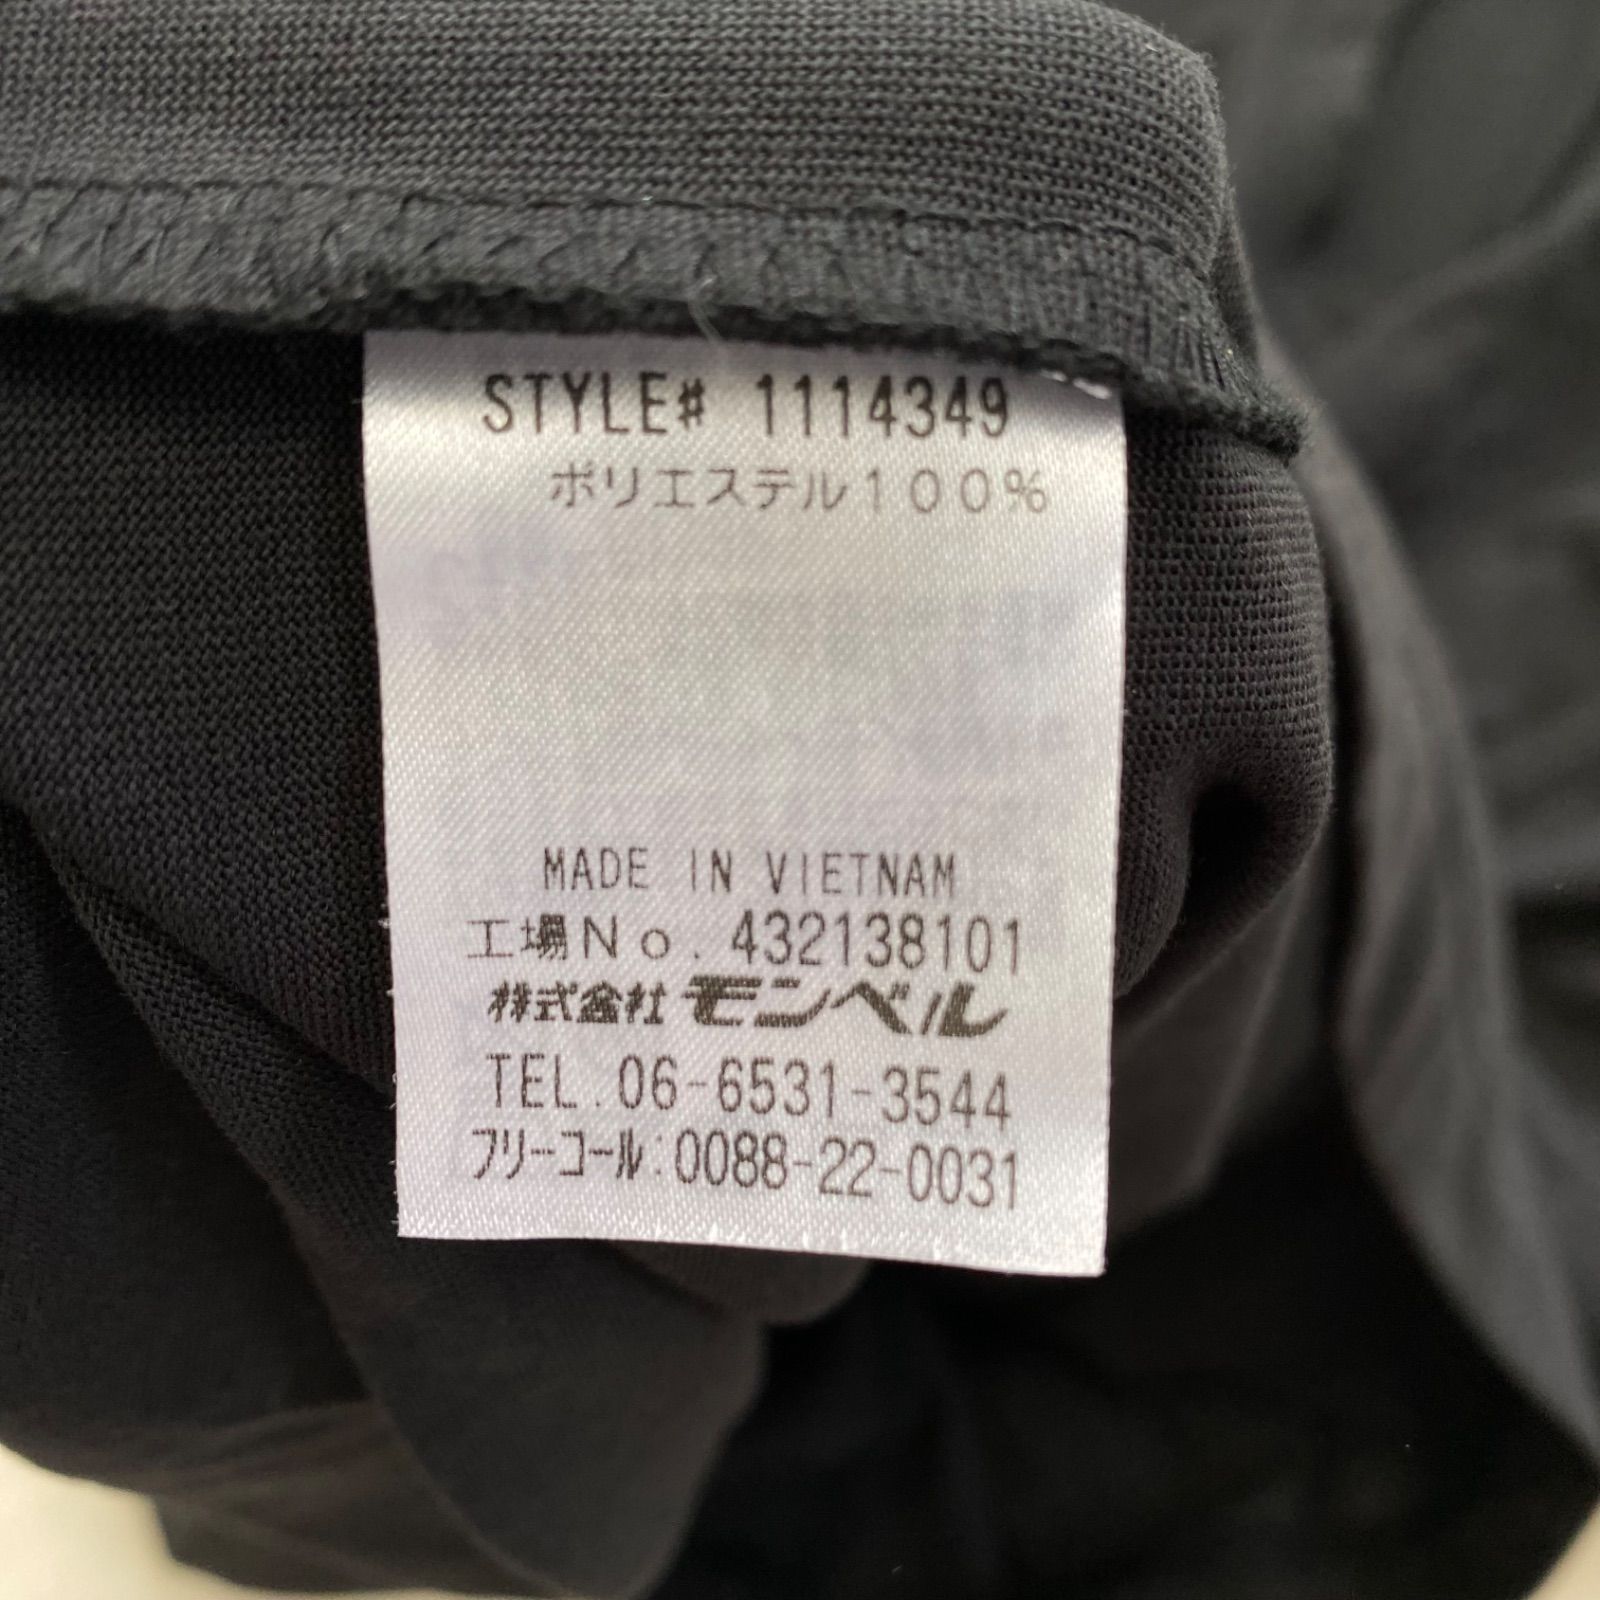 STYLE# 1114349
ポリエステル100%
MADE IN VIETNAM
工場No. 432138101
株式会社モンベル
TEL. 06-6531-3544
フリーコール:0088-22-0031